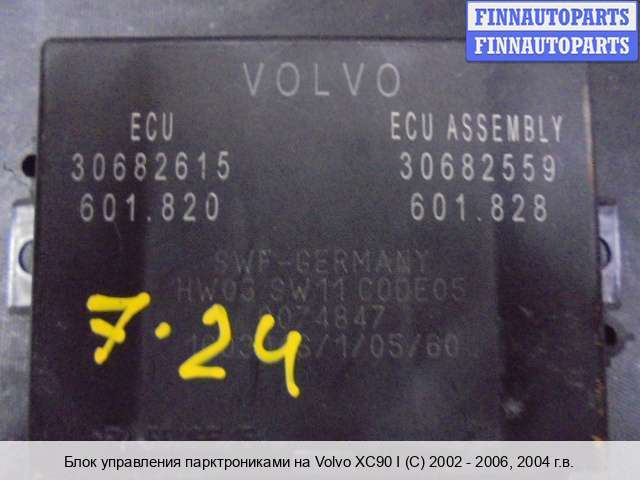 FINNAUTOPARTS
FINNAUTOPARTS
VOLVO
ECU
30682615
601.820
ECU ASSEMBLY
30682559
601.828
SWF-GERMANY
HW03 SW11 CODE05
7.24
Блок управления парктрониками на Volvo XC90 I (C) 2002 - 2006, 2004 г.в.